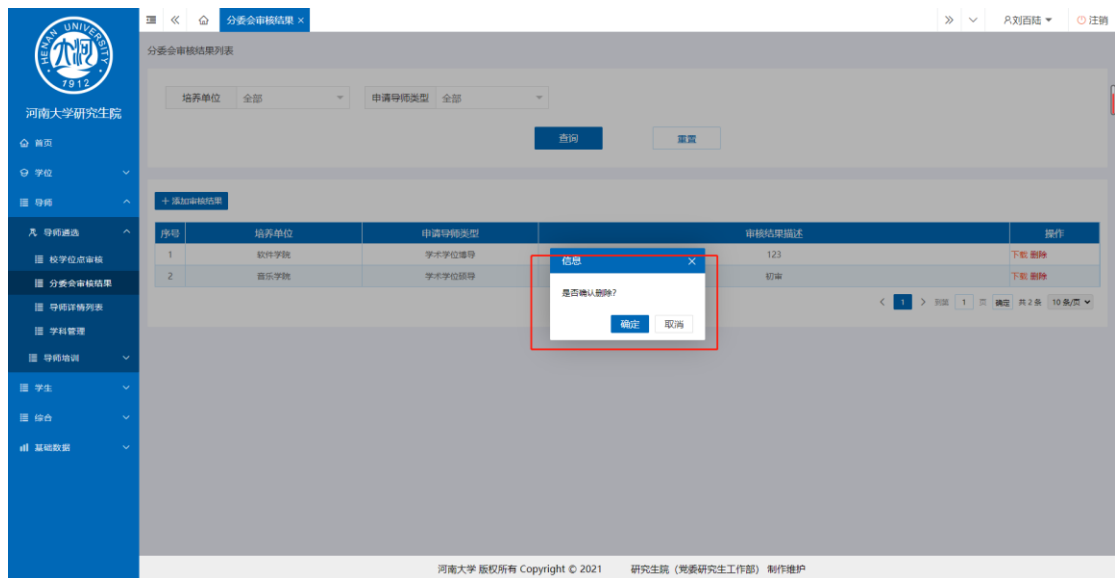 HENAN UNIVERSITY
1912
河南大学研究生院
首页
学位
导师
导师遴选
校学位点审核
分委会审核结果
导师详情列表
学科管理
导师培训
学生
综合
基础数据
分委会审核结果 ×
刘百陆
注销
分委会审核结果列表
培养单位 全部 申请导师类型 全部
查询 重置
+ 添加审核结果
序号 培养单位 申请导师类型 审核结果描述 操作
1 软件学院 学术学位博导 123 下载 删除
2 音乐学院 学术学位硕导 初审 下载 删除
信息 ×
是否确认删除?
确定 取消
< 1 > 到第 1 页 确定 共 2 条 10 条/页
河南大学 版权所有 Copyright © 2021 研究生院（党委研究生工作部） 制作维护